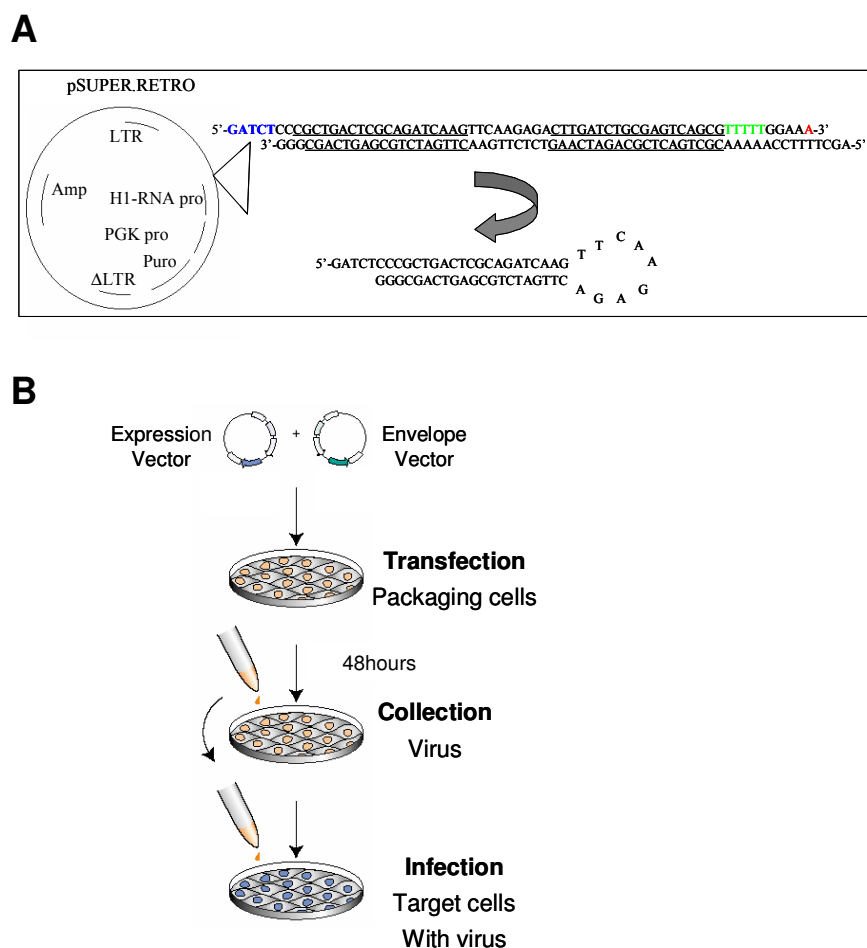 A
pSUPER.RETRO
LTR
Amp
H1-RNA pro
PGK pro
Puro
ΔLTR
5'-GATCTCCCGCTGACTCGCAGATCAAGTTCAAGAGACTTGATCTGCGAGTCAGCGTTTTTGGAAA-3'
3'-GGGCGACTGAGCGTCTAGTTCAAGTTCTCTGAACTAGACGCTCAGTCGCAAAAACCTTTTCGA-5'
5'-GATCTCCCGCTGACTCGCAGATCAAG
GGGCGACTGAGCGTCTAGTTC
T T C A A G A G A
B
Expression Vector
+
Envelope Vector
Transfection
Packaging cells
48hours
Collection
Virus
Infection
Target cells
With virus